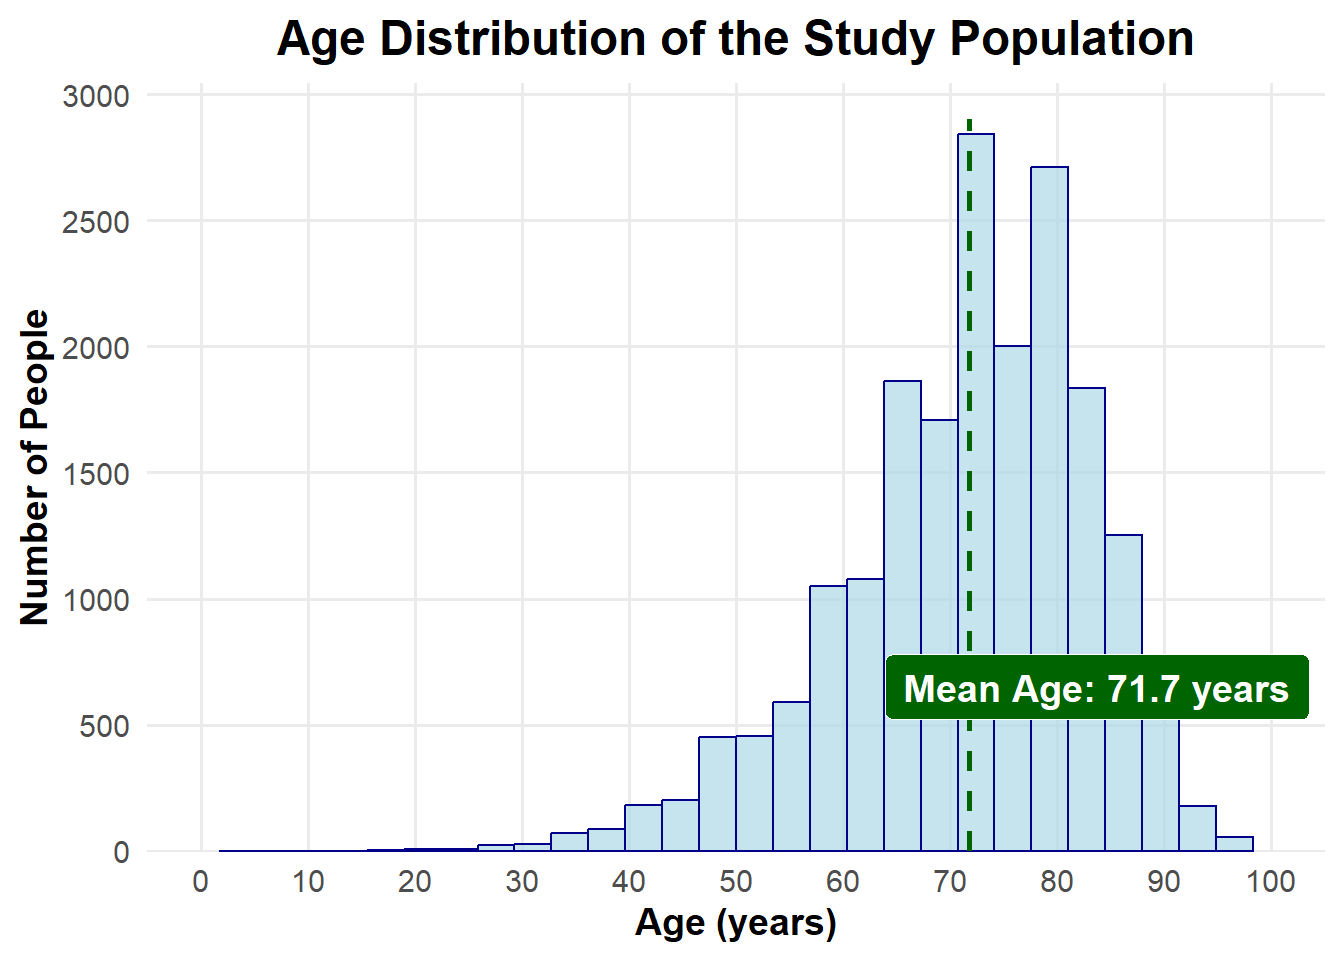 Age Distribution of the Study Population
Number of People
3000
2500
2000
1500
1000
500
0
Mean Age: 71.7 years
0 10 20 30 40 50 60 70 80 90 100
Age (years)